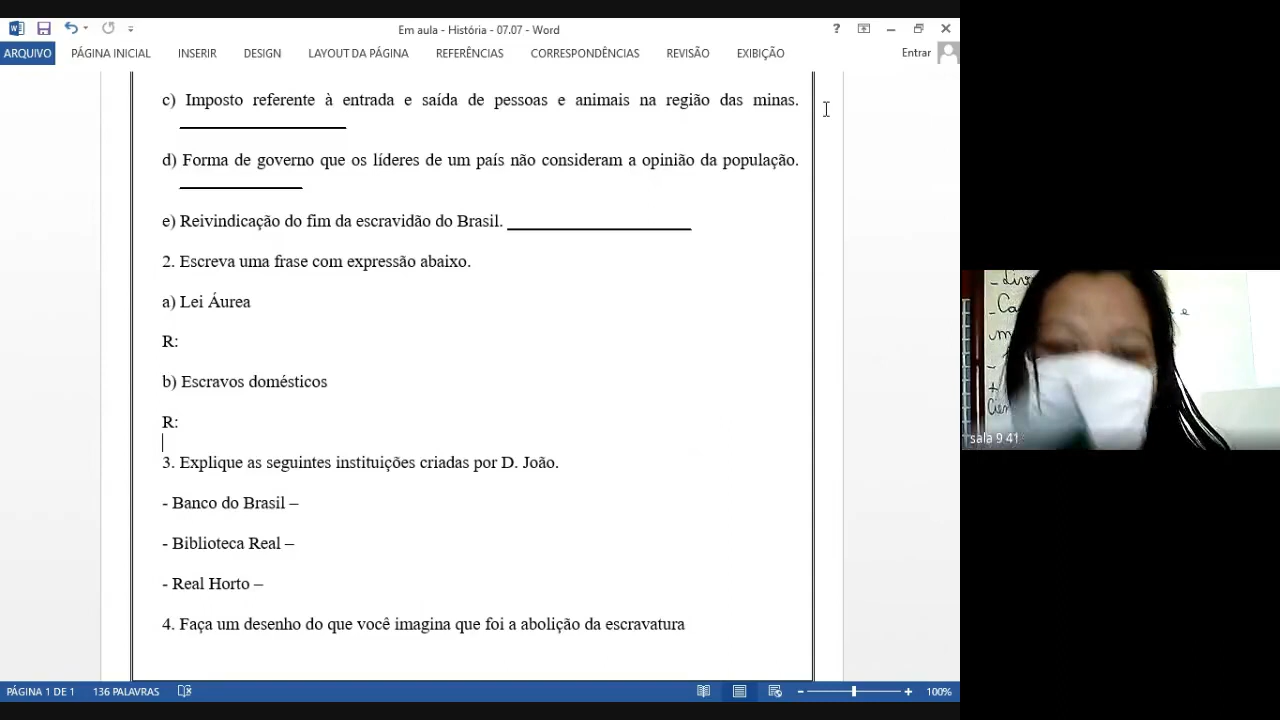 Em aula - História - 07.07 - Word
ARQUIVO PÁGINA INICIAL INSERIR DESIGN LAYOUT DA PÁGINA REFERÊNCIAS CORRESPONDÊNCIAS REVISÃO EXIBIÇÃO Entrar
c) Imposto referente à entrada e saída de pessoas e animais na região das minas.
d) Forma de governo que os líderes de um país não consideram a opinião da população.
e) Reivindicação do fim da escravidão do Brasil.
2. Escreva uma frase com expressão abaixo.
a) Lei Áurea
R:
b) Escravos domésticos
R:
3. Explique as seguintes instituições criadas por D. João.
- Banco do Brasil –
- Biblioteca Real –
- Real Horto –
4. Faça um desenho do que você imagina que foi a abolição da escravatura
PÁGINA 1 DE 1 136 PALAVRAS 100%
sala 9 41